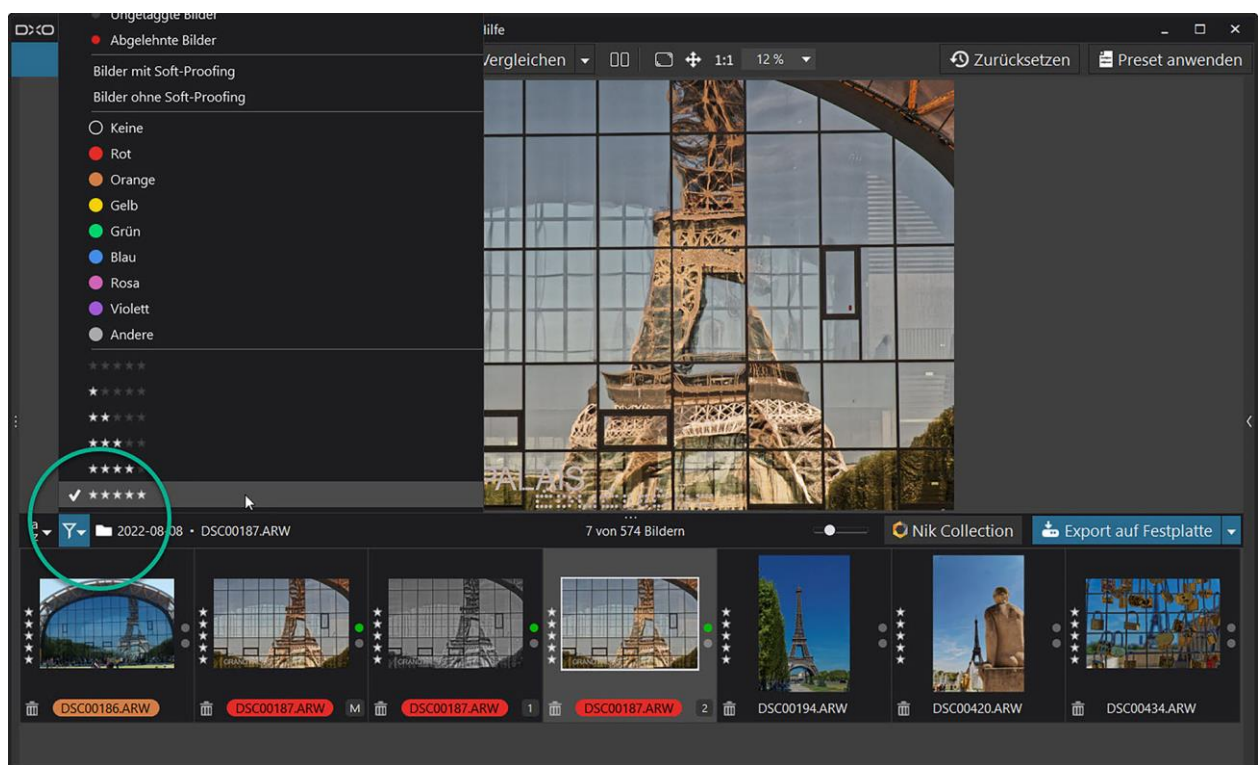 DXO
Ungetaggte Bilder
Abgelehnte Bilder
Bilder mit Soft-Proofing
Bilder ohne Soft-Proofing
Keine
Rot
Orange
Gelb
Grün
Blau
Rosa
Violett
Andere
Hilfe
Vergleichen
1:1
12 %
Zurücksetzen
Preset anwenden
PALAIS
a
z
2022-08-08 • DSC00187.ARW
7 von 574 Bildern
Nik Collection
Export auf Festplatte
DSC00186.ARW
DSC00187.ARW M
DSC00187.ARW 1
DSC00187.ARW 2
DSC00194.ARW
DSC00420.ARW
DSC00434.ARW